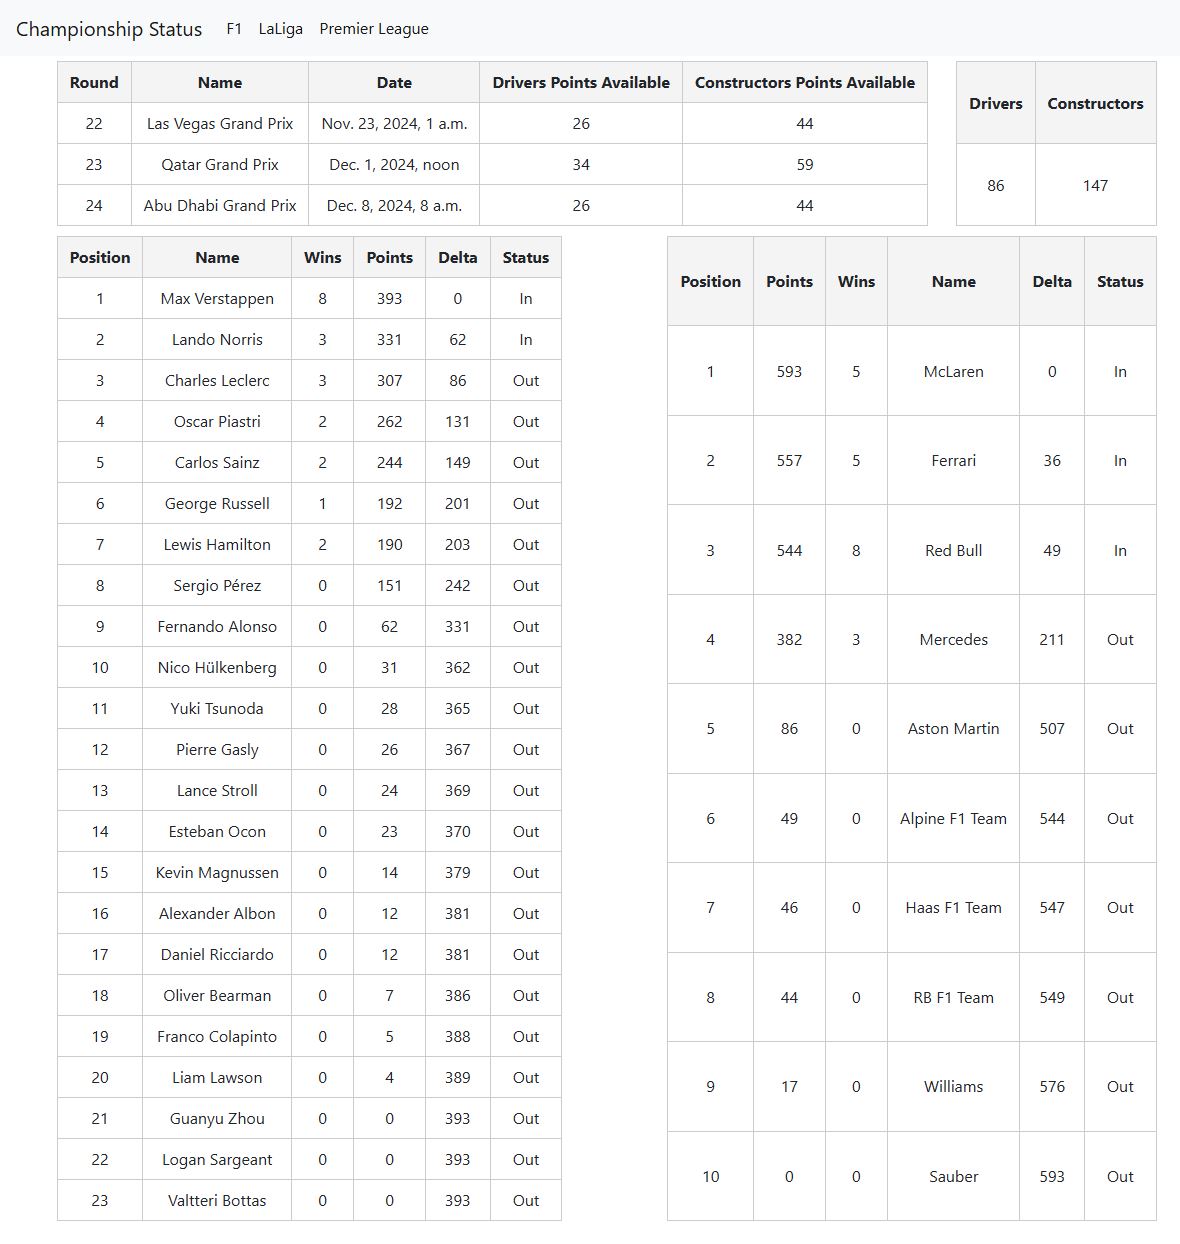 Championship Status F1 LaLiga Premier League
Round Name Date Drivers Points Available Constructors Points Available
22 Las Vegas Grand Prix Nov. 23, 2024, 1 a.m. 26 44
23 Qatar Grand Prix Dec. 1, 2024, noon 34 59
24 Abu Dhabi Grand Prix Dec. 8, 2024, 8 a.m. 26 44
Drivers Constructors
86 147
Position Name Wins Points Delta Status
1 Max Verstappen 8 393 0 In
2 Lando Norris 3 331 62 In
3 Charles Leclerc 3 307 86 Out
4 Oscar Piastri 2 262 131 Out
5 Carlos Sainz 2 244 149 Out
6 George Russell 1 192 201 Out
7 Lewis Hamilton 2 190 203 Out
8 Sergio Pérez 0 151 242 Out
9 Fernando Alonso 0 62 331 Out
10 Nico Hülkenberg 0 31 362 Out
11 Yuki Tsunoda 0 28 365 Out
12 Pierre Gasly 0 26 367 Out
13 Lance Stroll 0 24 369 Out
14 Esteban Ocon 0 23 370 Out
15 Kevin Magnussen 0 14 379 Out
16 Alexander Albon 0 12 381 Out
17 Daniel Ricciardo 0 12 381 Out
18 Oliver Bearman 0 7 386 Out
19 Franco Colapinto 0 5 388 Out
20 Liam Lawson 0 4 389 Out
21 Guanyu Zhou 0 0 393 Out
22 Logan Sargeant 0 0 393 Out
23 Valtteri Bottas 0 0 393 Out
Position Points Wins Name Delta Status
1 593 5 McLaren 0 In
2 557 5 Ferrari 36 In
3 544 8 Red Bull 49 In
4 382 3 Mercedes 211 Out
5 86 0 Aston Martin 507 Out
6 49 0 Alpine F1 Team 544 Out
7 46 0 Haas F1 Team 547 Out
8 44 0 RB F1 Team 549 Out
9 17 0 Williams 576 Out
10 0 0 Sauber 593 Out